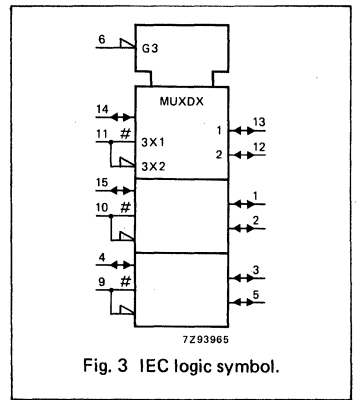 6 G3
MUXDX
14 13
11 # 3X1 1
2 12
3X2
15
10 # 1
2
4
9 # 3
5
7Z93965
Fig. 3 IEC logic symbol.